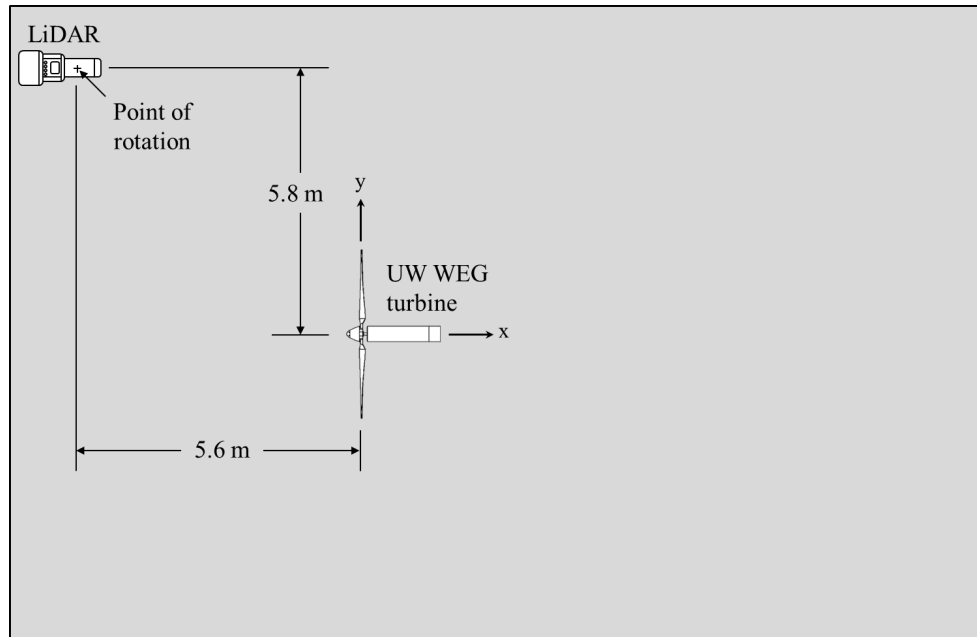 LiDAR
Point of
rotation
5.8 m
y
UW WEG
turbine
x
5.6 m